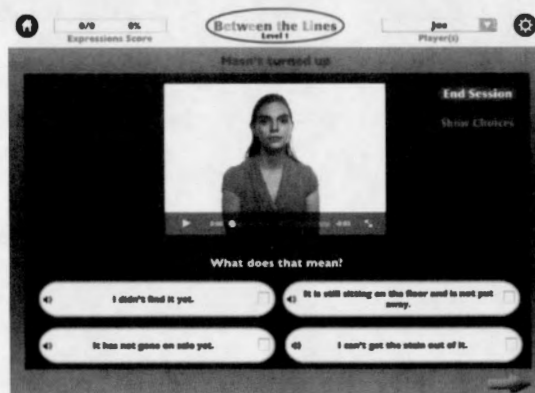 0/0 0%
Expressions Score
Between the Lines
Level 1
Joo
Player(s)
Hasn't turned up
End Session
Show Choices
What does that mean?
I didn't find it yet.
It is still sitting on the floor and is not put away.
It has not gone on sale yet.
I can't get the stain out of it.